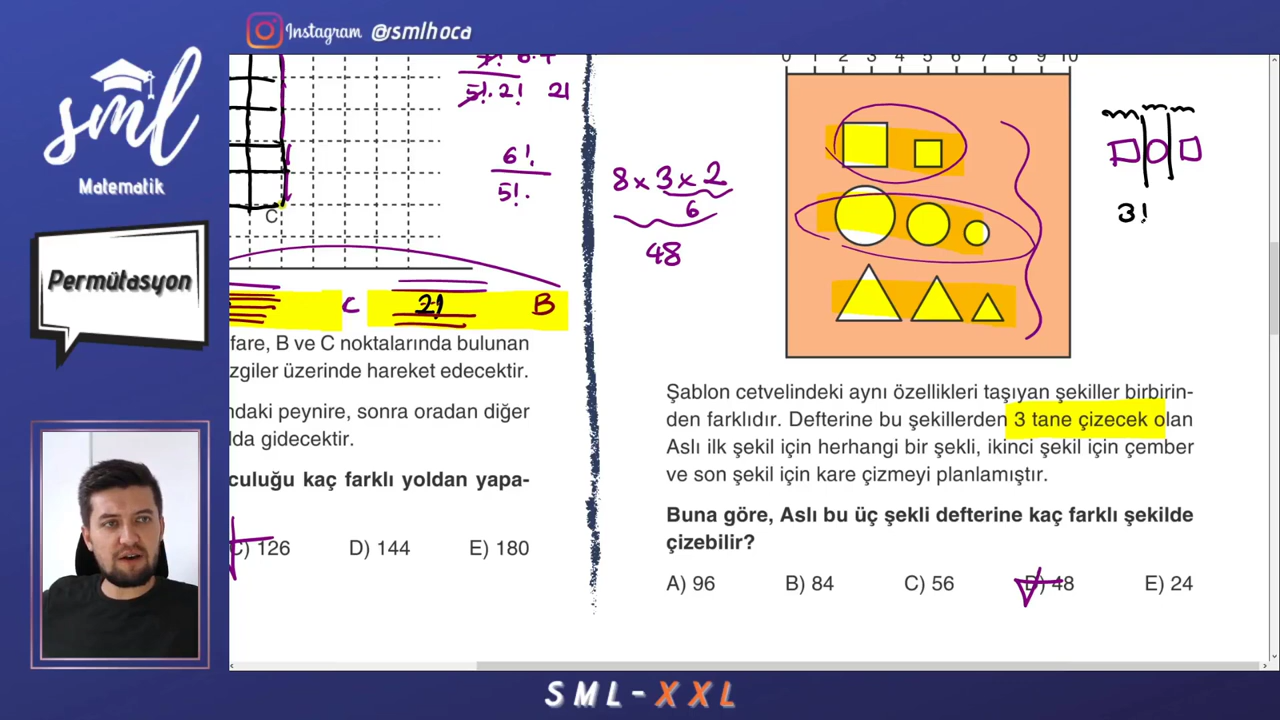 Instagram @smlhoca
sml
Matematik
Permütasyon
5! . 2! 21
6!
5! .
C
C 21 B
fare, B ve C noktalarında bulunan
zgiler üzerinde hareket edecektir.
ndaki peynire, sonra oradan diğer
lda gidecektir.
culuğu kaç farklı yoldan yapa-
C) 126 D) 144 E) 180
8 x 3 x 2
6
48
0 1 2 3 4 5 6 7 8 9 10
3!
Şablon cetvelindeki aynı özellikleri taşıyan şekiller birbirin-
den farklıdır. Defterine bu şekillerden 3 tane çizecek olan
Aslı ilk şekil için herhangi bir şekli, ikinci şekil için çember
ve son şekil için kare çizmeyi planlamıştır.
Buna göre, Aslı bu üç şekli defterine kaç farklı şekilde
çizebilir?
A) 96 B) 84 C) 56 D) 48 E) 24
SML-XXL